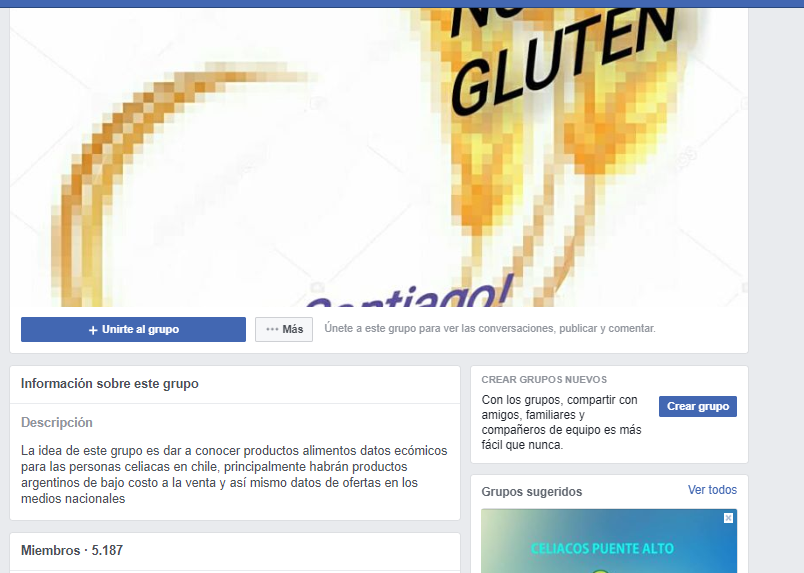 NO
GLUTEN
Santiago!
+ Unirte al grupo
··· Más
Únete a este grupo para ver las conversaciones, publicar y comentar.
Información sobre este grupo
Descripción
La idea de este grupo es dar a conocer productos alimentos datos ecómicos
para las personas celiacas en chile, principalmente habrán productos
argentinos de bajo costo a la venta y así mismo datos de ofertas en los
medios nacionales
Miembros · 5.187
CREAR GRUPOS NUEVOS
Con los grupos, compartir con
amigos, familiares y
compañeros de equipo es más
fácil que nunca.
Crear grupo
Grupos sugeridos
Ver todos
CELIACOS PUENTE ALTO